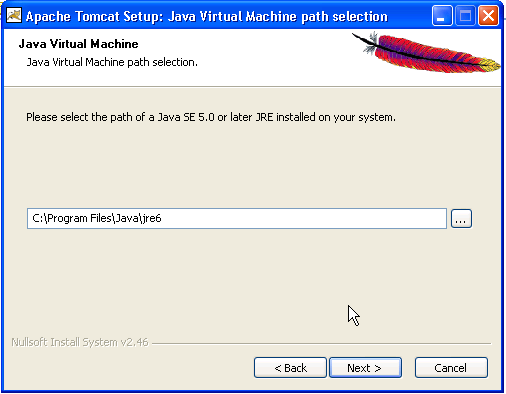 Apache Tomcat Setup: Java Virtual Machine path selection
Java Virtual Machine
Java Virtual Machine path selection.
Please select the path of a Java SE 5.0 or later JRE installed on your system.
C:\Program Files\Java\jre6
...
Nullsoft Install System v2.46
< Back
Next >
Cancel